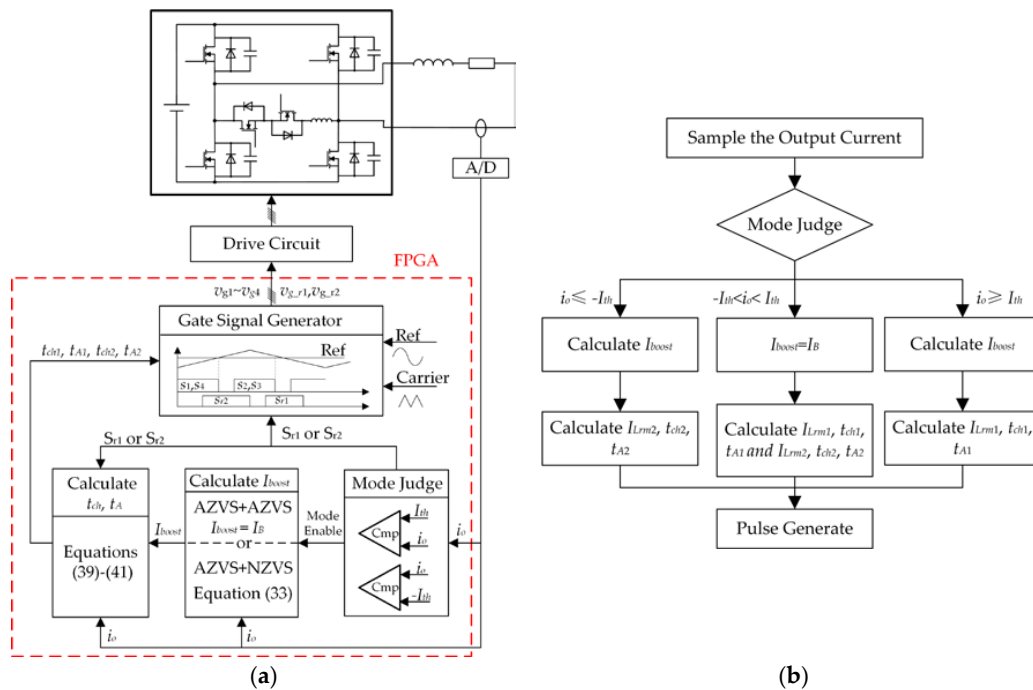 A/D
Drive Circuit
FPGA
vg1~vg4
vg_r1,vg_r2
Gate Signal Generator
Ref
S1,S4
S2,S3
Sr2
Sr1
Ref
Carrier
tch1, tA1, tch2, tA2
Sr1 or Sr2
Sr1 or Sr2
Calculate
tch, tA
Equations
(39)-(41)
Iboost
Calculate Iboost
AZVS+AZVS
Iboost = IB
or
AZVS+NZVS
Equation (33)
Mode
Enable
Mode Judge
Cmp
Ith
io
Cmp
io
-Ith
io
io
io
(a)
Sample the Output Current
Mode Judge
io ≤ -Ith
-Ith<io< Ith
io ≥ Ith
Calculate Iboost
Iboost=IB
Calculate Iboost
Calculate ILrm2, tch2,
tA2
Calculate ILrm1, tch1,
tA1 and ILrm2, tch2, tA2
Calculate ILrm1, tch1,
tA1
Pulse Generate
(b)